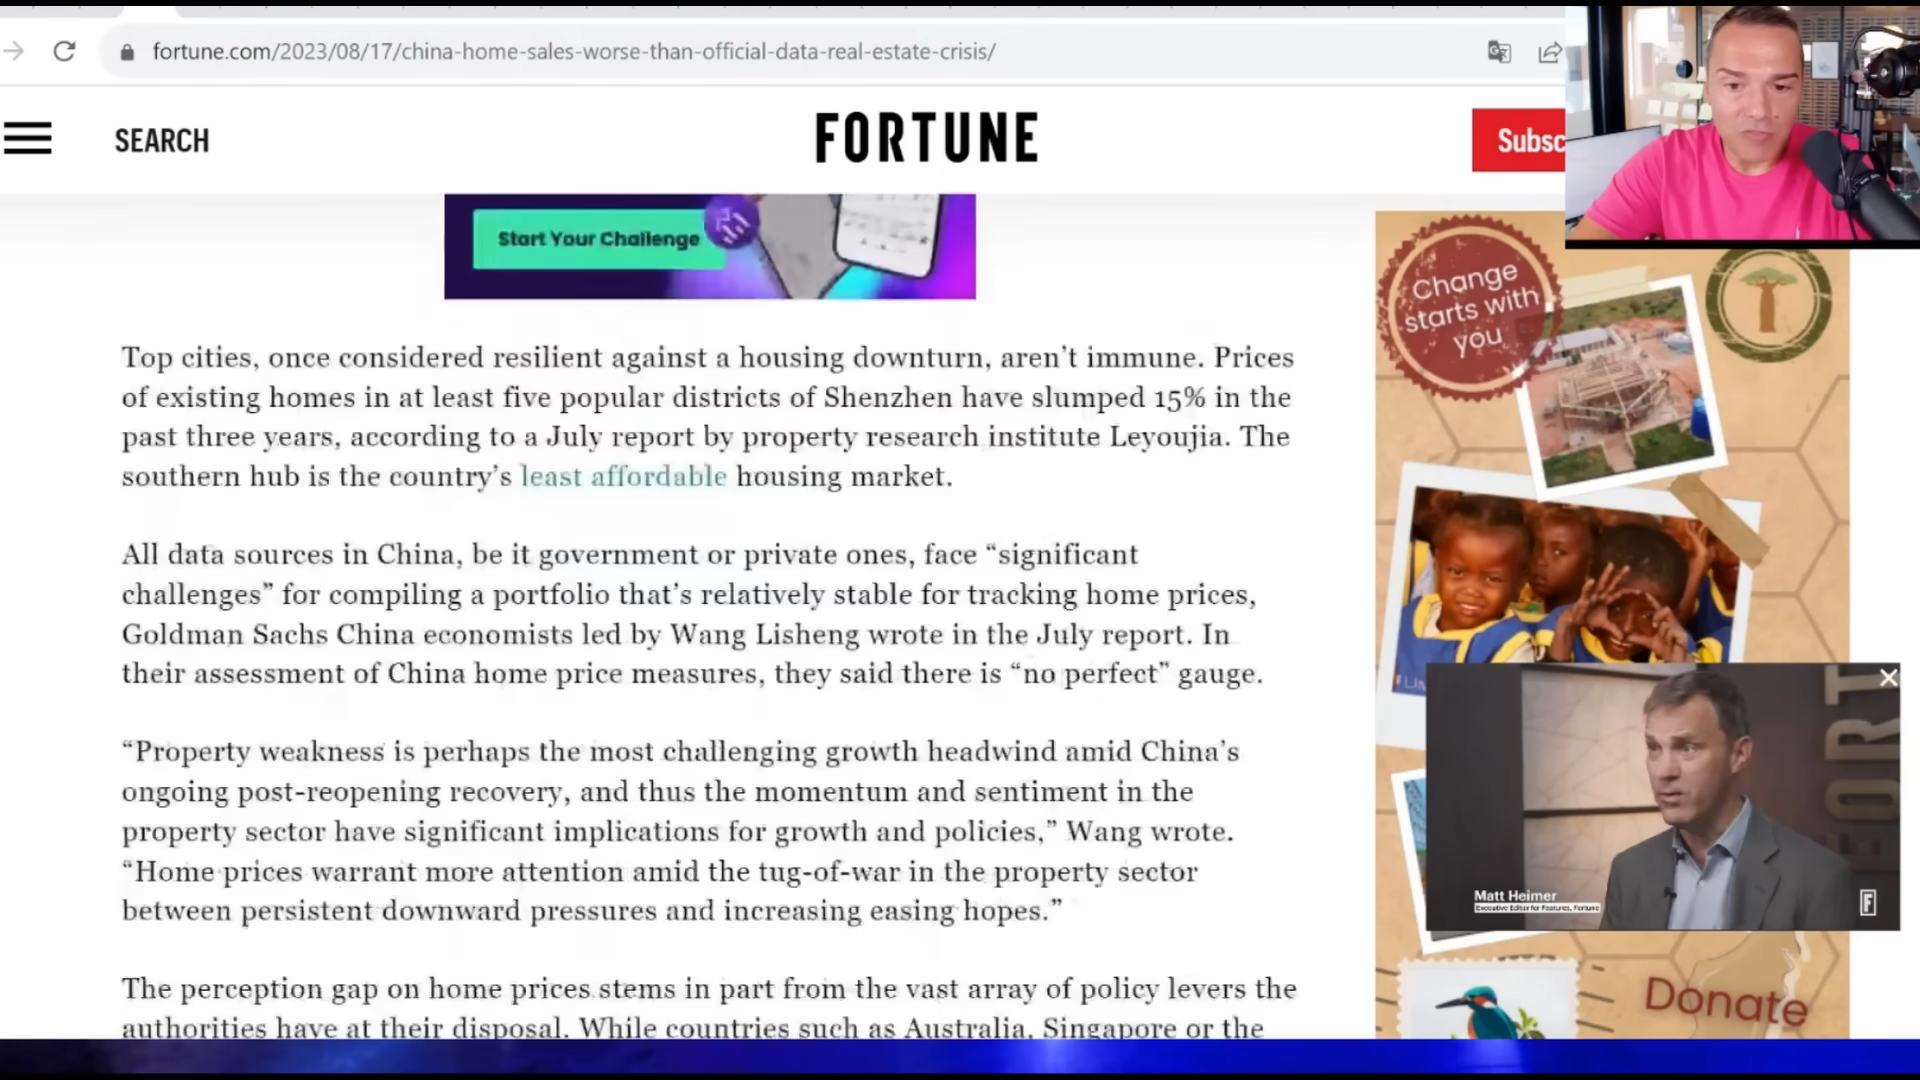 fortune.com/2023/08/17/china-home-sales-worse-than-official-data-real-estate-crisis/
SEARCH
FORTUNE
Subsc
Start Your Challenge
Change
starts with
you
Top cities, once considered resilient against a housing downturn, aren’t immune. Prices
of existing homes in at least five popular districts of Shenzhen have slumped 15% in the
past three years, according to a July report by property research institute Leyoujia. The
southern hub is the country’s least affordable housing market.
All data sources in China, be it government or private ones, face “significant
challenges” for compiling a portfolio that’s relatively stable for tracking home prices,
Goldman Sachs China economists led by Wang Lisheng wrote in the July report. In
their assessment of China home price measures, they said there is “no perfect” gauge.
“Property weakness is perhaps the most challenging growth headwind amid China’s
ongoing post-reopening recovery, and thus the momentum and sentiment in the
property sector have significant implications for growth and policies,” Wang wrote.
“Home prices warrant more attention amid the tug-of-war in the property sector
between persistent downward pressures and increasing easing hopes.”
The perception gap on home prices stems in part from the vast array of policy levers the
authorities have at their disposal. While countries such as Australia, Singapore or the
FORT
Matt Heimer
Executive Editor for Features, Fortune
F
Donate